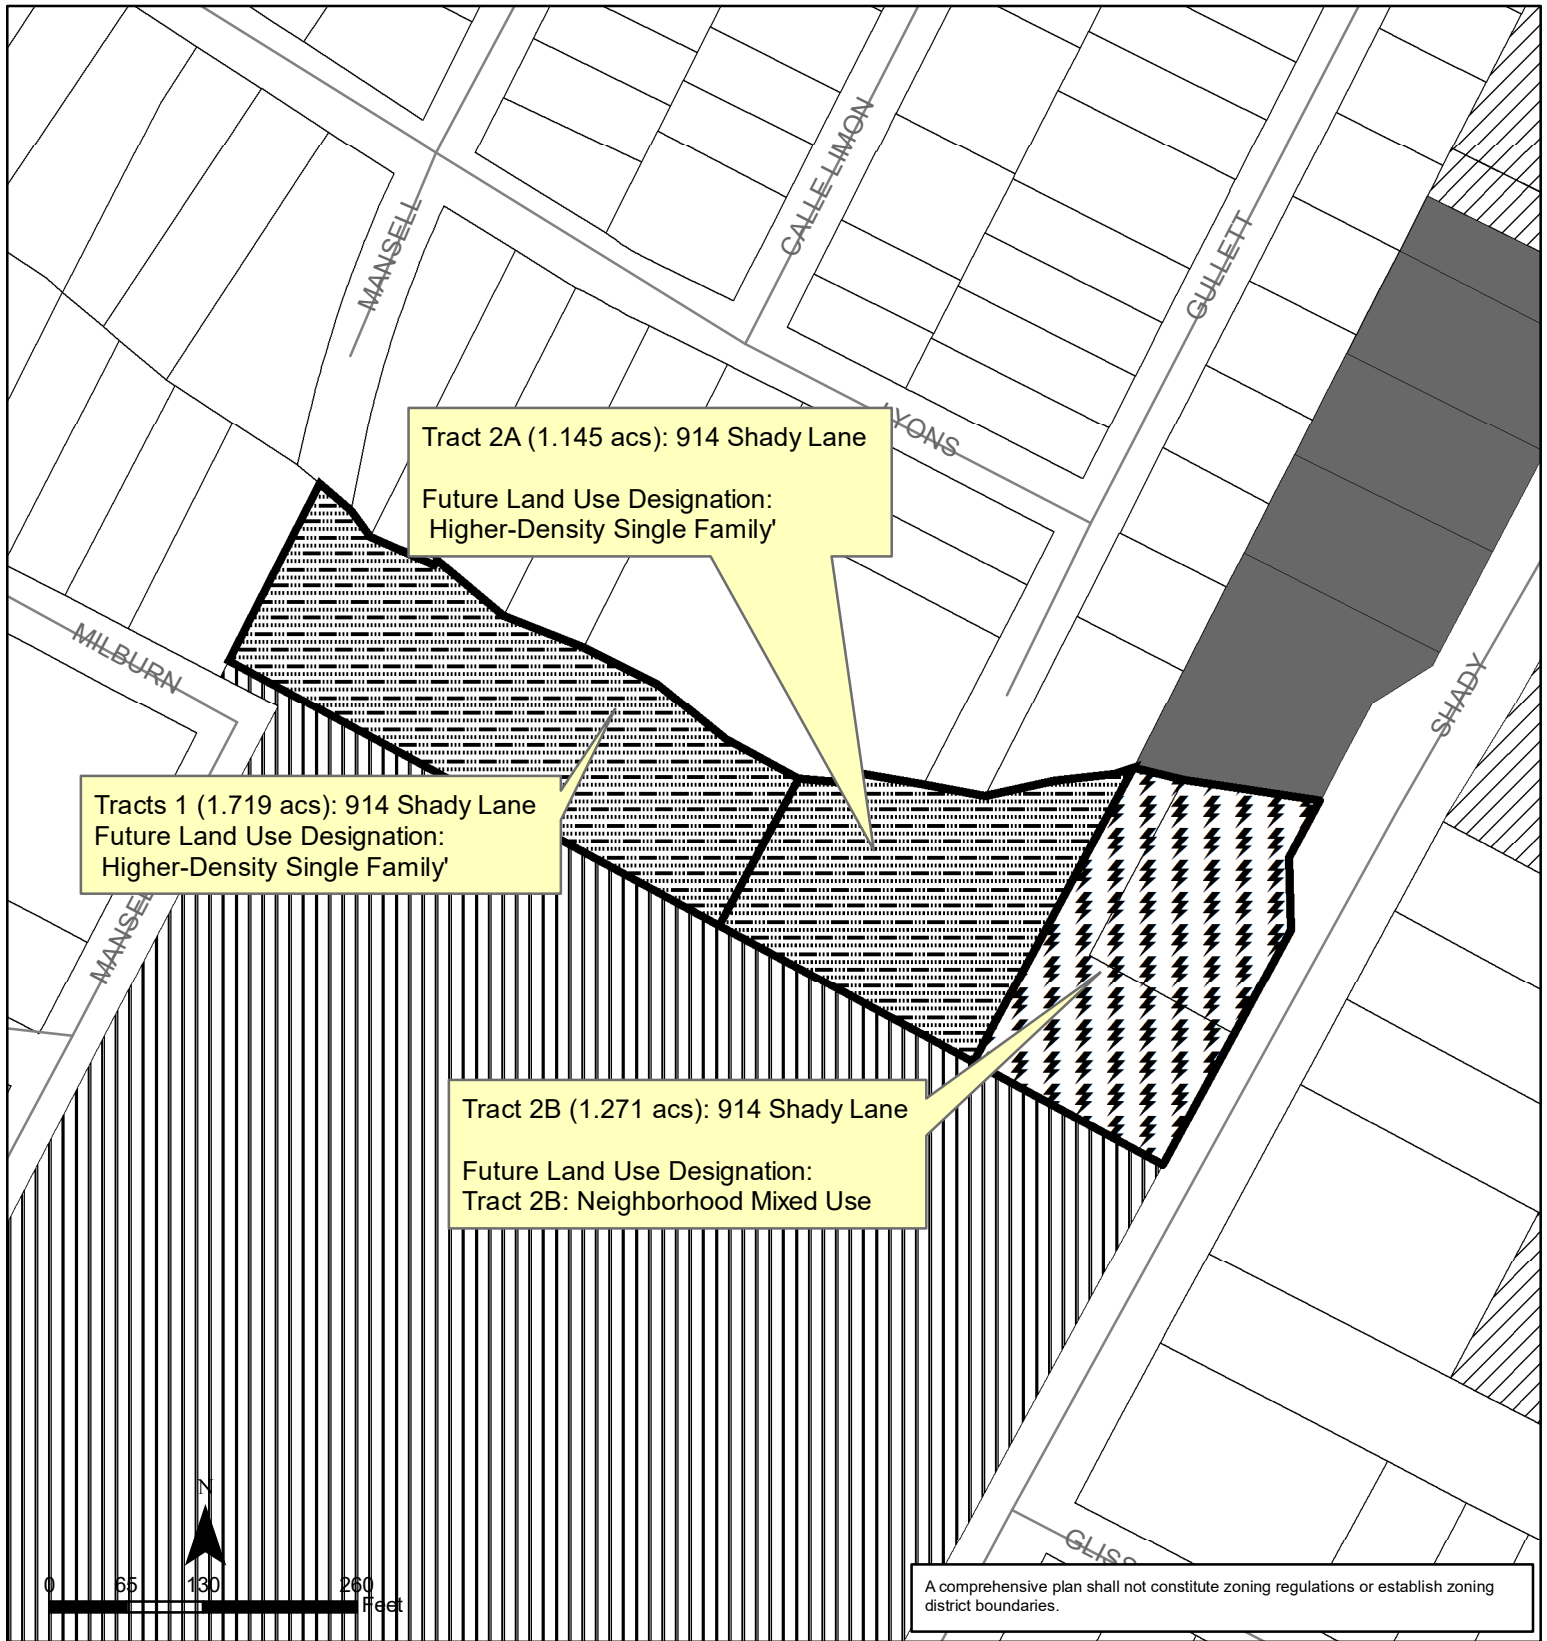 MANSELL
CALLE LIMON
GULLETT
LYONS
Tract 2A (1.145 acs): 914 Shady Lane
Future Land Use Designation:
Higher-Density Single Family'
MILBURN
SHADY
Tracts 1 (1.719 acs): 914 Shady Lane
Future Land Use Designation:
Higher-Density Single Family'
Tract 2B (1.271 acs): 914 Shady Lane
Future Land Use Designation:
Tract 2B: Neighborhood Mixed Use
N
0 65 130 260
Feet
A comprehensive plan shall not constitute zoning regulations or establish zoning
district boundaries.